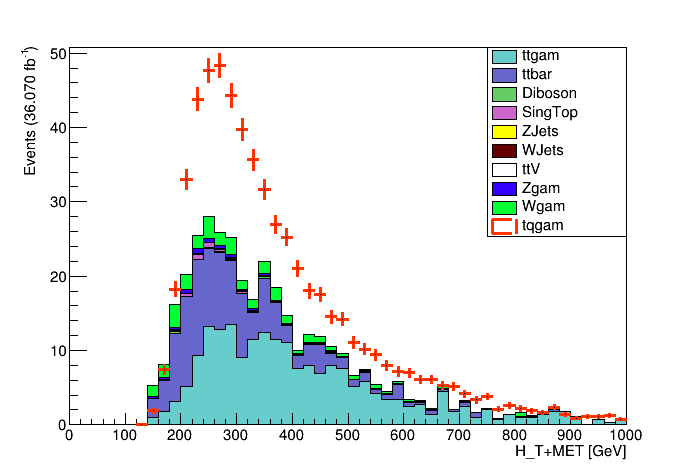 Events (36.070 fb⁻¹)
50
40
30
20
10
0
0 100 200 300 400 500 600 700 800 900 1000
H_T+MET [GeV]
ttgam
ttbar
Diboson
SingTop
ZJets
WJets
ttV
Zgam
Wgam
tqgam